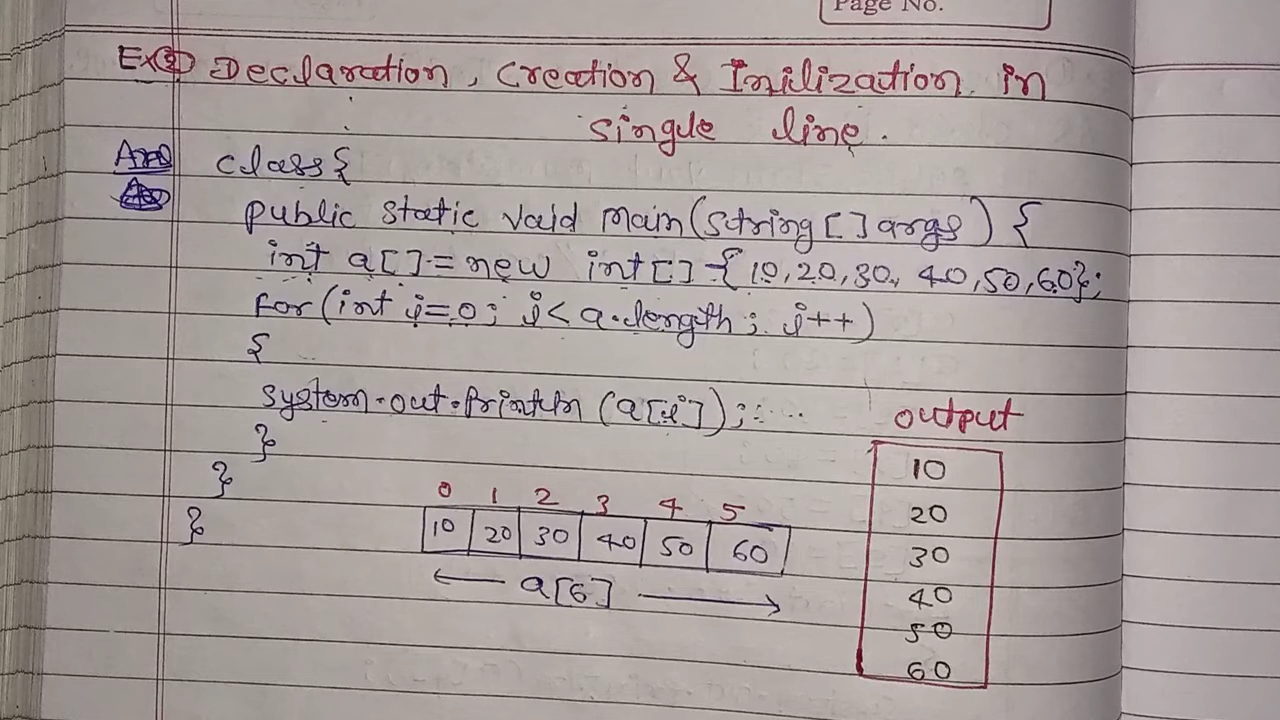 Page No.
Ex② Declaration, Creation & Inilization in
single line.
class{
public static void main(string[]args) {
int a[]=new int[]{10,20,30,40,50,60};
For(int i=0; i<a.length; i++)
{
system.out.println(a[i]);
}
}
}
output
10
20
30
40
50
60
0 1 2 3 4 5
10 20 30 40 50 60
← a[6] →